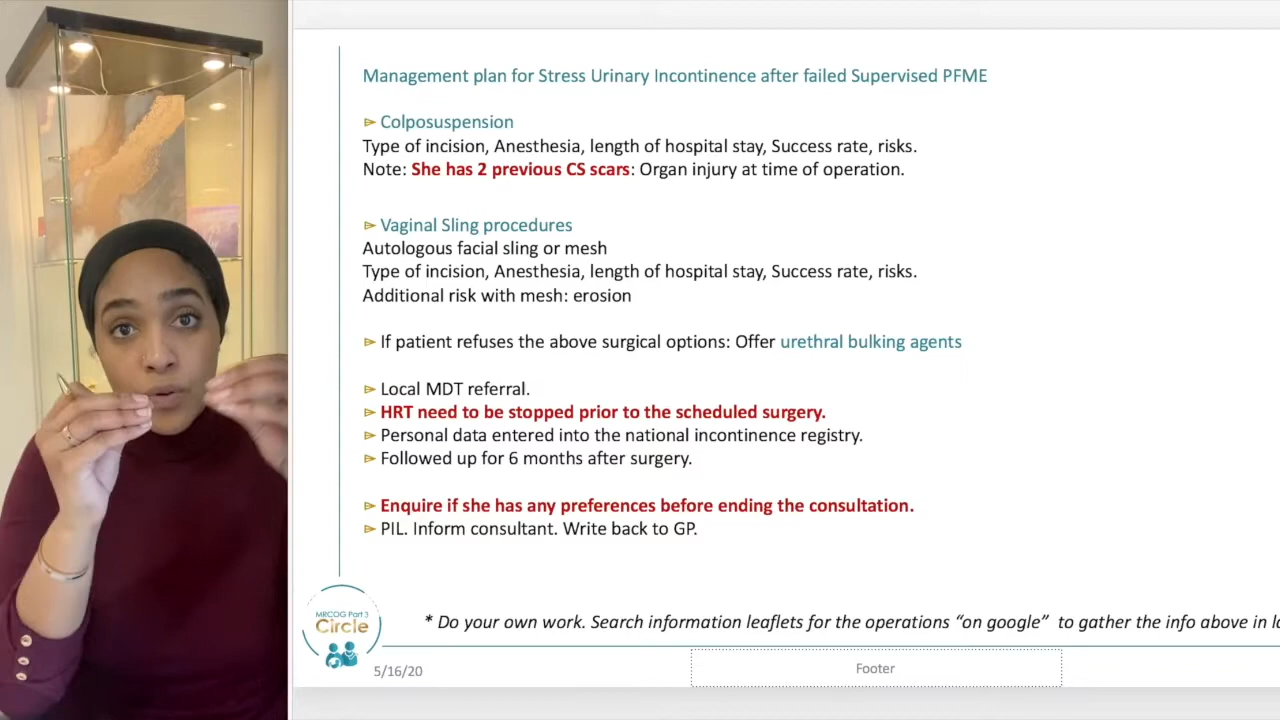 Management plan for Stress Urinary Incontinence after failed Supervised PFME
Colposuspension
Type of incision, Anesthesia, length of hospital stay, Success rate, risks.
Note: She has 2 previous CS scars: Organ injury at time of operation.
Vaginal Sling procedures
Autologous facial sling or mesh
Type of incision, Anesthesia, length of hospital stay, Success rate, risks.
Additional risk with mesh: erosion
If patient refuses the above surgical options: Offer urethral bulking agents
Local MDT referral.
HRT need to be stopped prior to the scheduled surgery.
Personal data entered into the national incontinence registry.
Followed up for 6 months after surgery.
Enquire if she has any preferences before ending the consultation.
PIL. Inform consultant. Write back to GP.
MRCOG Part 3
Circle
* Do your own work. Search information leaflets for the operations “on google” to gather the info above in
5/16/20
Footer